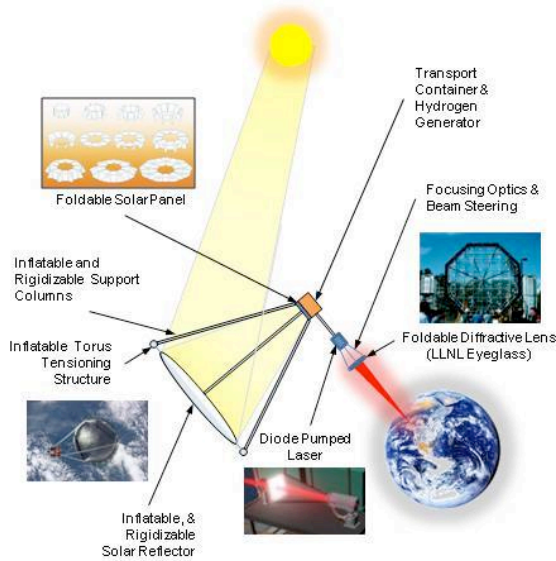 Transport
Container &
Hydrogen
Generator
Foldable Solar Panel
Focusing Optics &
Beam Steering
Inflatable and
Rigidizable Support
Columns
Inflatable Torus
Tensioning
Structure
Foldable Diffractive Lens
(LLNL Eyeglass)
Diode Pumped
Laser
Inflatable, &
Rigidizable
Solar Reflector